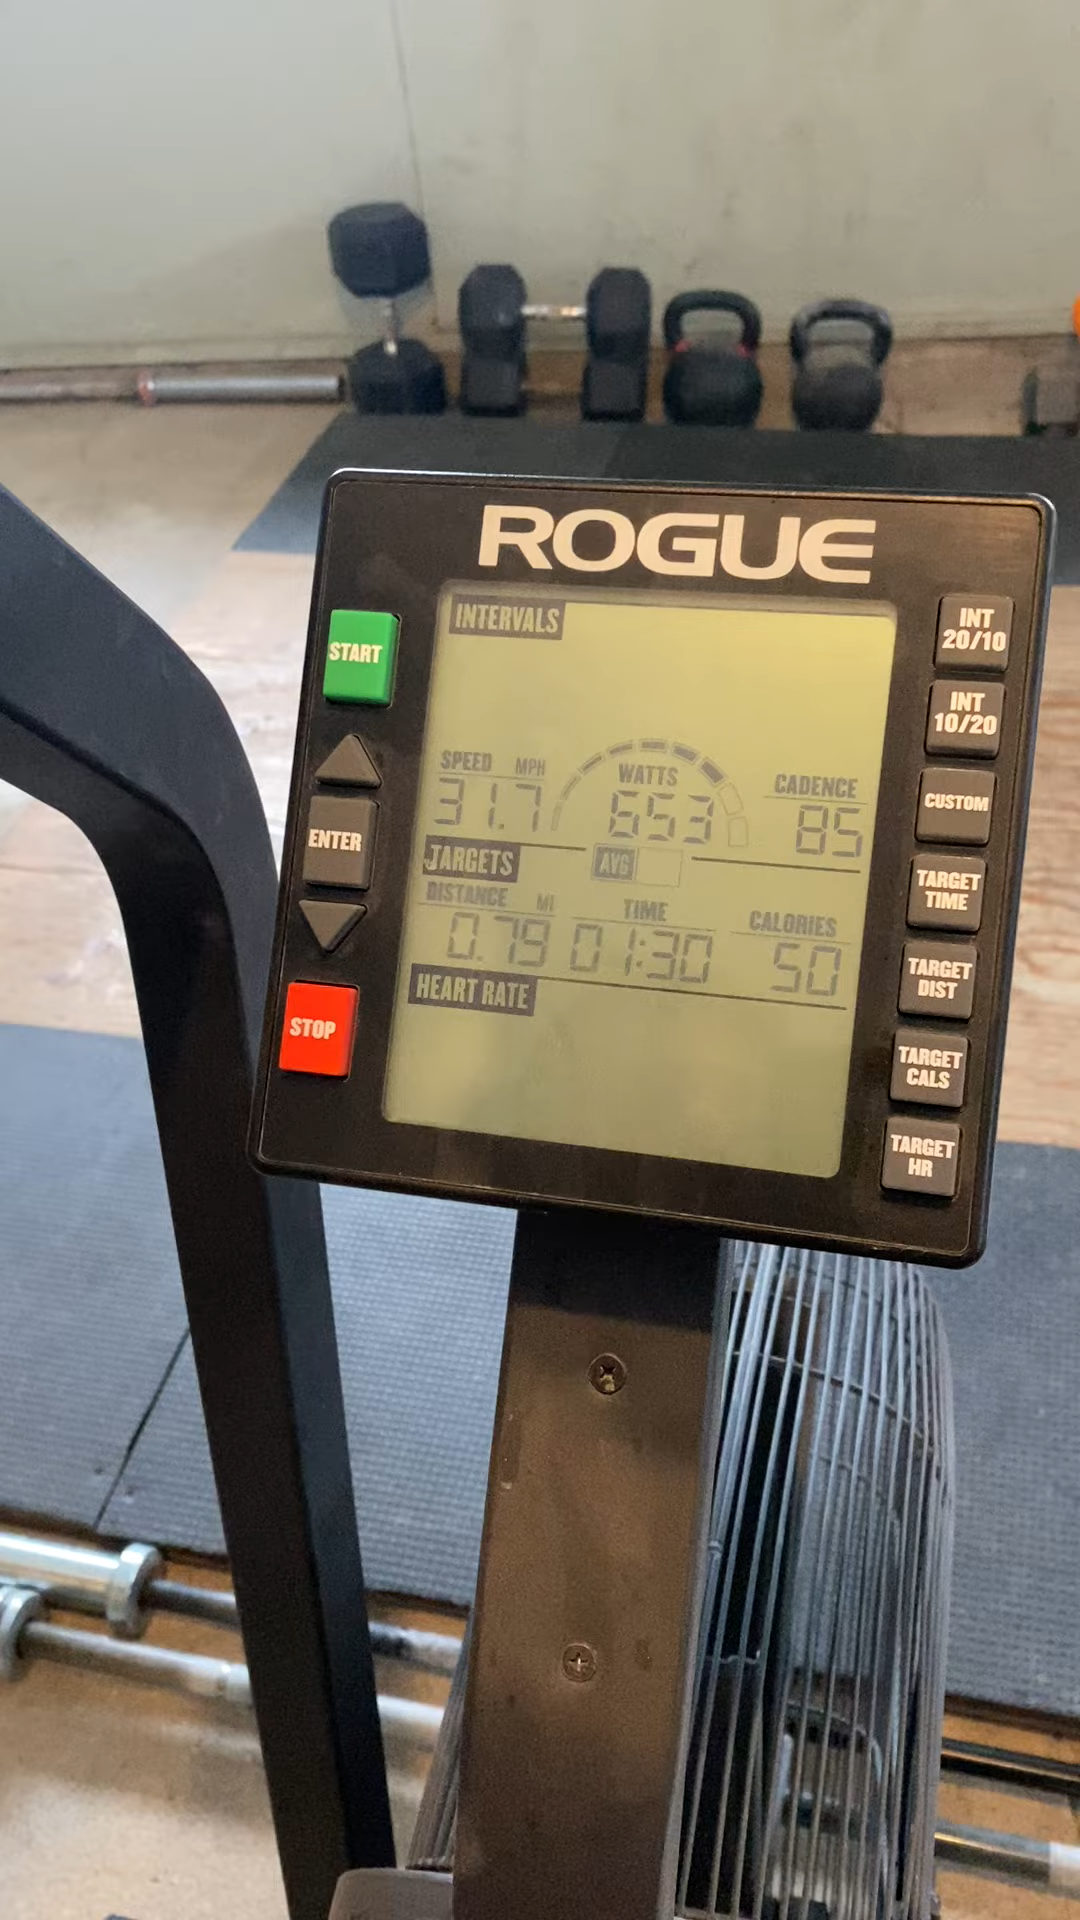 ROGUE
INTERVALS
START
INT
20/10
INT
10/20
SPEED MPH
WATTS
CADENCE
31.7
653
85
CUSTOM
ENTER
TARGETS
AVG
TARGET
TIME
DISTANCE MI
TIME
CALORIES
0.79
01:30
50
TARGET
DIST
HEART RATE
STOP
TARGET
CALS
TARGET
HR